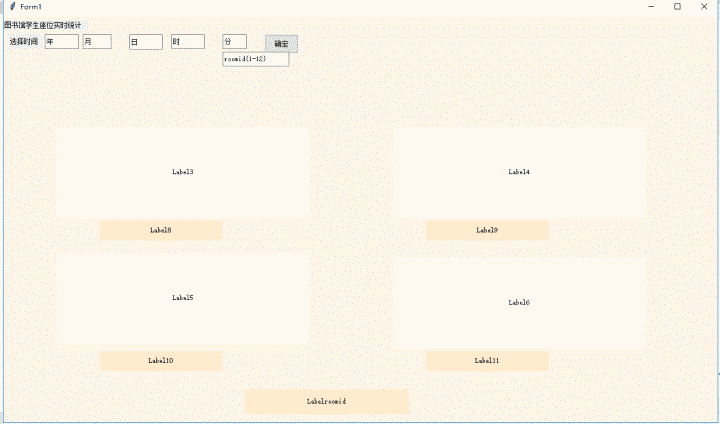 Form1
图书馆学生座位实时统计
选择时间 年 月 日 时 分 确定
roomid(1-12)
Label3 Label4
Label8 Label9
Label5 Label6
Label10 Label11
Labelroomid